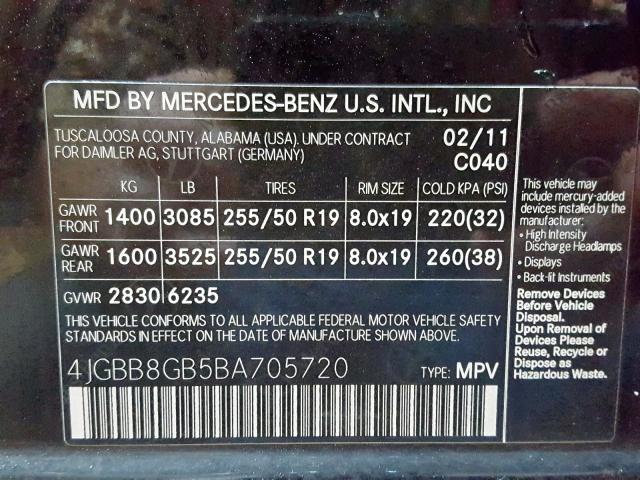 MFD BY MERCEDES-BENZ U.S. INTL., INC
TUSCALOOSA COUNTY, ALABAMA (USA). UNDER CONTRACT 02/11
FOR DAIMLER AG, STUTTGART (GERMANY) C040
KG LB TIRES RIM SIZE COLD KPA (PSI)
GAWR FRONT 1400 3085 255/50 R19 8.0x19 220(32)
GAWR REAR 1600 3525 255/50 R19 8.0x19 260(38)
GVWR 2830 6235
THIS VEHICLE CONFORMS TO ALL APPLICABLE FEDERAL MOTOR VEHICLE SAFETY
STANDARDS IN EFFECT ON THE DATE OF MANUFACTURE SHOWN ABOVE.
4JGBB8GB5BA705720 TYPE: MPV
This vehicle may
include mercury-added
devices installed by the
manufacturer:
• High Intensity
Discharge Headlamps
• Displays
• Back-lit Instruments
Remove Devices
Before Vehicle
Disposal.
Upon Removal of
Devices Please
Reuse, Recycle or
Dispose as
Hazardous Waste.